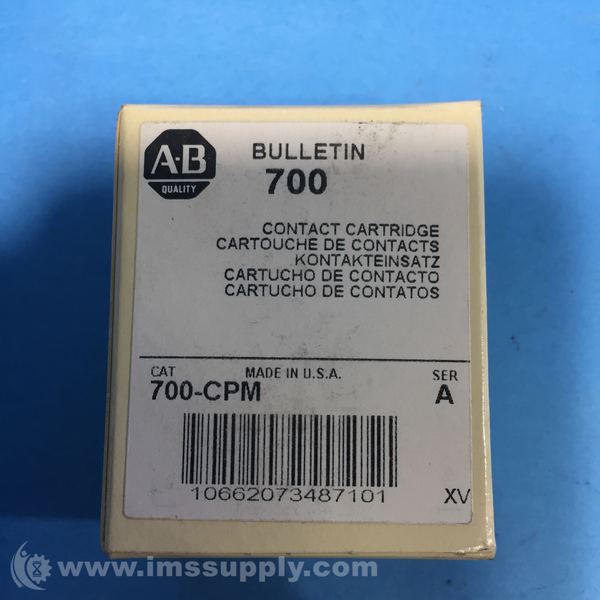 A-B
QUALITY
BULLETIN
700
CONTACT CARTRIDGE
CARTOUCHE DE CONTACTS
KONTAKTEINSATZ
CARTUCHO DE CONTACTO
CARTUCHO DE CONTATOS
CAT MADE IN U.S.A. SER
700-CPM A
10662073487101 XV
www.imssupply.com